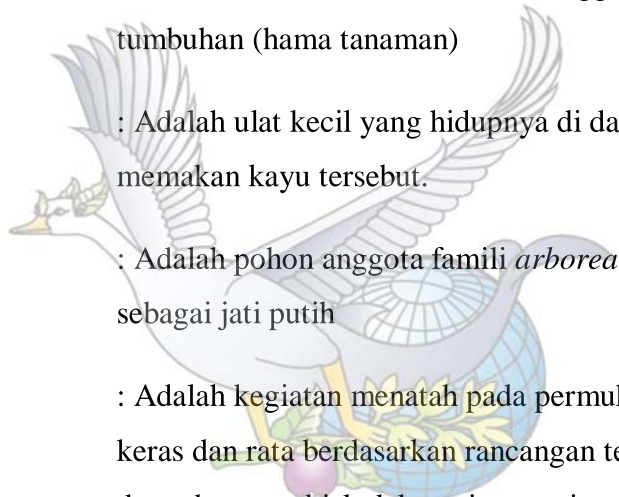 tumbuhan (hama tanaman)
: Adalah ulat kecil yang hidupnya di da
memakan kayu tersebut.
: Adalah pohon anggota famili arborea
sebagai jati putih
: Adalah kegiatan menatah pada permul
keras dan rata berdasarkan rancangan te